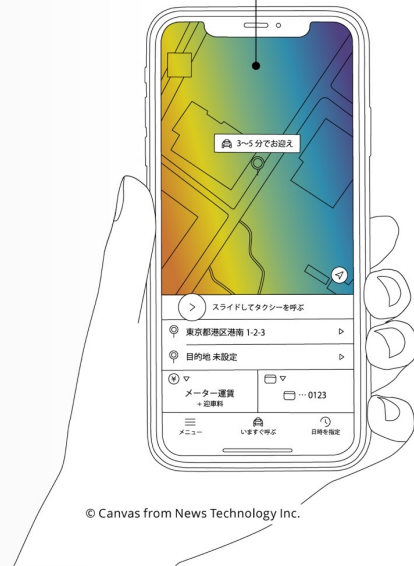 3〜5 分でお迎え
スライドしてタクシーを呼ぶ
東京都港区港南 1-2-3
目的地 未設定
メーター運賃
+ 迎車料
… 0123
メニュー
いますぐ呼ぶ
日時を指定
© Canvas from News Technology Inc.